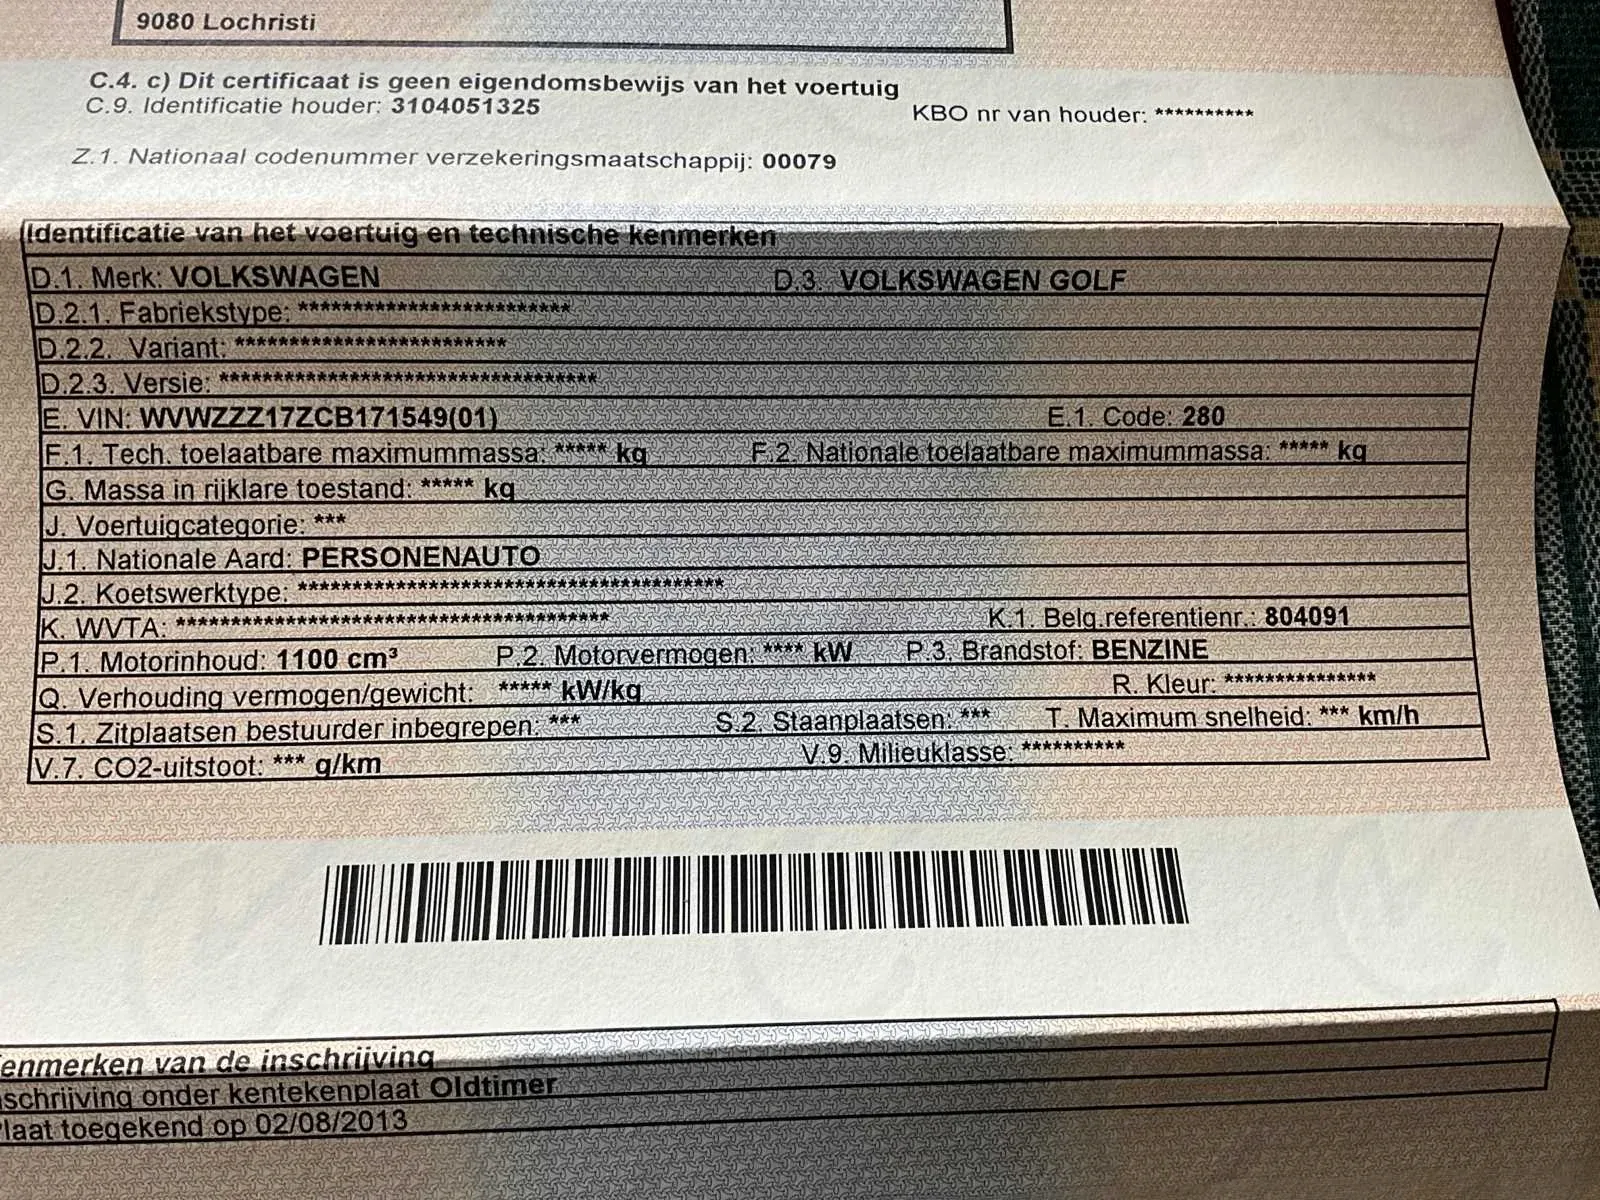 9080 Lochristi
C.4. c) Dit certificaat is geen eigendomsbewijs van het voertuig
C.9. Identificatie houder: 3104051325 KBO nr van houder: **********
Z.1. Nationaal codenummer verzekeringsmaatschappij: 00079
Identificatie van het voertuig en technische kenmerken
D.1. Merk: VOLKSWAGEN D.3. VOLKSWAGEN GOLF
D.2.1. Fabriekstype: *************************
D.2.2. Variant: *************************
D.2.3. Versie: ***********************************
E. VIN: WVWZZZ17ZCB171549(01) E.1. Code: 280
F.1. Tech. toelaatbare maximummassa: ***** kg F.2. Nationale toelaatbare maximummassa: ***** kg
G. Massa in rijklare toestand: ***** kg
J. Voertuigcategorie: ***
J.1. Nationale Aard: PERSONENAUTO
J.2. Koetswerktype: ****************************************
K. WVTA: ****************************************
K.1. Belg.referentienr.: 804091
P.1. Motorinhoud: 1100 cm³ P.2. Motorvermogen: **** kW P.3. Brandstof: BENZINE
Q. Verhouding vermogen/gewicht: ***** kW/kg R. Kleur: ***************
S.1. Zitplaatsen bestuurder inbegrepen: *** S.2. Staanplaatsen: *** T. Maximum snelheid: *** km/h
V.7. CO2-uitstoot: *** g/km V.9. Milieuklasse: **********
enmerken van de inschrijving
schrijving onder kentekenplaat Oldtimer
laat toegekend op 02/08/2013